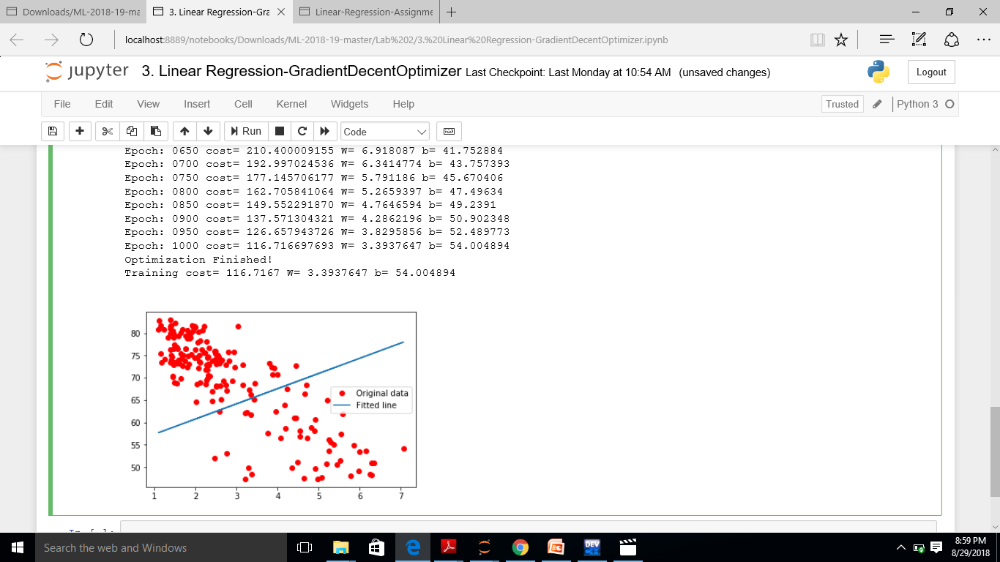 Downloads/ML-2018-19-ma
3. Linear Regression-Gra
Linear-Regression-Assignme
localhost:8889/notebooks/Downloads/ML-2018-19-master/Lab%202/3.%20Linear%20Regression-GradientDecentOptimizer.ipynb
jupyter 3. Linear Regression-GradientDecentOptimizer Last Checkpoint: Last Monday at 10:54 AM (unsaved changes)
Logout
File Edit View Insert Cell Kernel Widgets Help
Trusted Python 3
Run Code
Epoch: 0650 cost= 210.400009155 W= 6.918087 b= 41.752884
Epoch: 0700 cost= 192.997024536 W= 6.3414774 b= 43.757393
Epoch: 0750 cost= 177.145706177 W= 5.791186 b= 45.670406
Epoch: 0800 cost= 162.705841064 W= 5.2659397 b= 47.49634
Epoch: 0850 cost= 149.552291870 W= 4.7646594 b= 49.2391
Epoch: 0900 cost= 137.571304321 W= 4.2862196 b= 50.902348
Epoch: 0950 cost= 126.657943726 W= 3.8295856 b= 52.489773
Epoch: 1000 cost= 116.716697693 W= 3.3937647 b= 54.004894
Optimization Finished!
Training cost= 116.7167 W= 3.3937647 b= 54.004894
80
75
70
65
60
55
50
Original data
Fitted line
1 2 3 4 5 6 7
In [ ]:
Search the web and Windows
DEV
C++
8:59 PM
8/29/2018